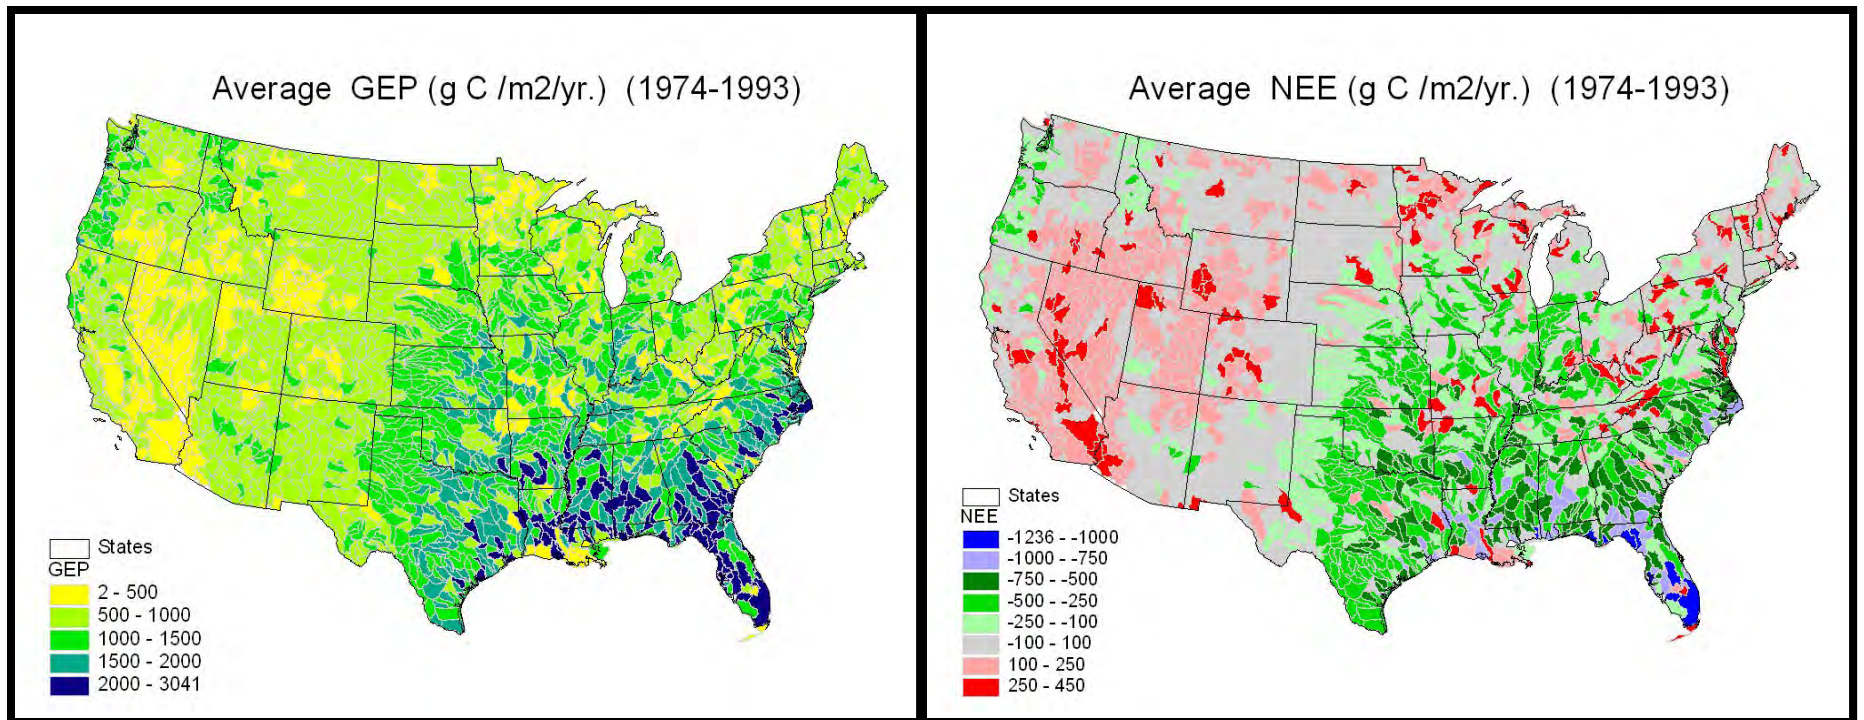 Average GEP (g C /m2/yr.) (1974-1993)
States
GEP
2 - 500
500 - 1000
1000 - 1500
1500 - 2000
2000 - 3041
Average NEE (g C /m2/yr.) (1974-1993)
States
NEE
-1236 - -1000
-1000 - -750
-750 - -500
-500 - -250
-250 - -100
-100 - 100
100 - 250
250 - 450